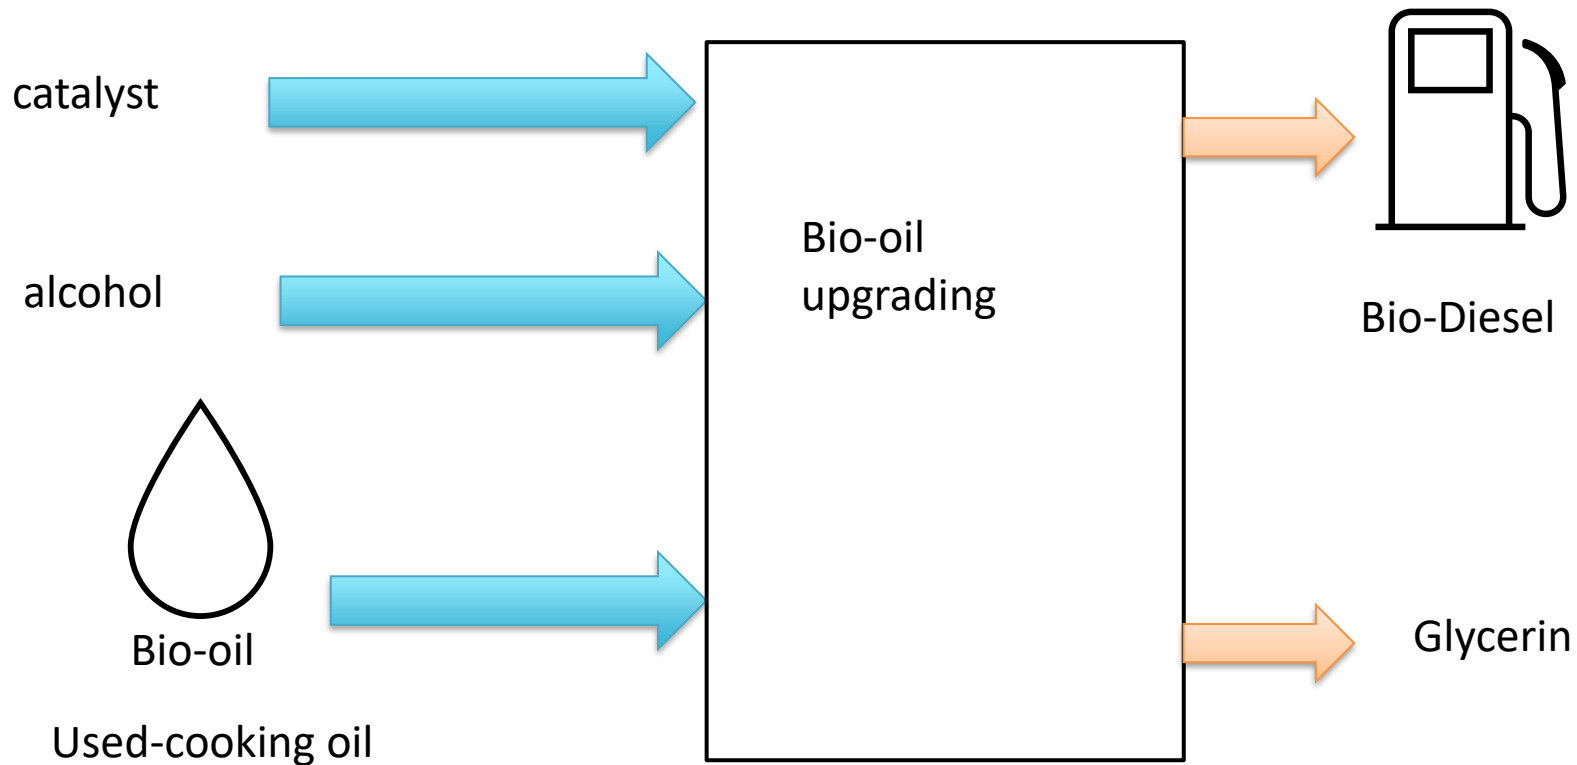 catalyst
alcohol
Bio-oil
Used-cooking oil
Bio-oil
upgrading
Bio-Diesel
Glycerin